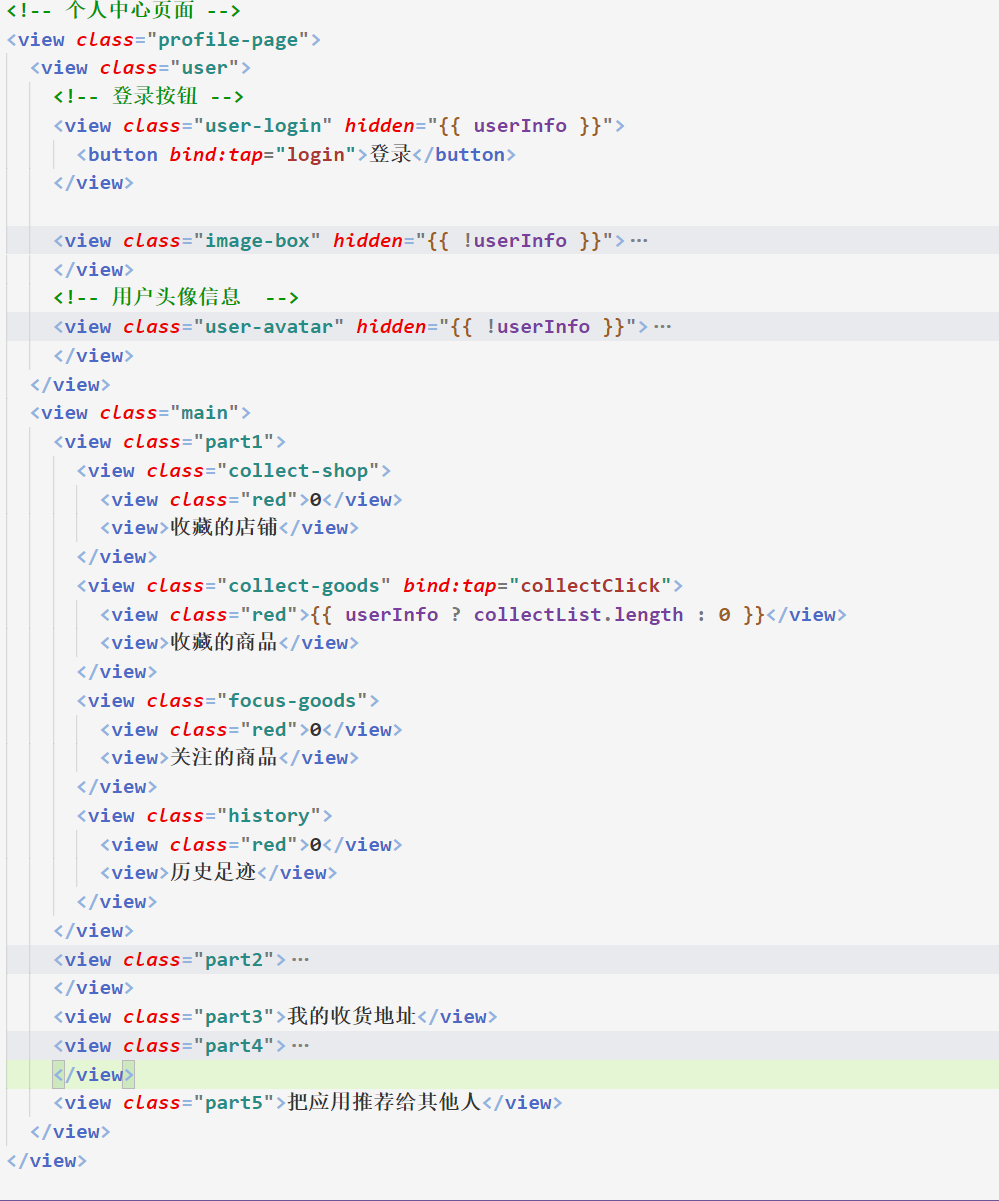 <!-- 个人中心页面 -->
<view class="profile-page">
  <view class="user">
    <!-- 登录按钮 -->
    <view class="user-login" hidden="{{ userInfo }}">
      <button bind:tap="login">登录</button>
    </view>

    <view class="image-box" hidden="{{ !userInfo }}">···
    </view>
    <!-- 用户头像信息  -->
    <view class="user-avatar" hidden="{{ !userInfo }}">···
    </view>
  </view>
  <view class="main">
    <view class="part1">
      <view class="collect-shop">
        <view class="red">0</view>
        <view>收藏的店铺</view>
      </view>
      <view class="collect-goods" bind:tap="collectClick">
        <view class="red">{{ userInfo ? collectList.length : 0 }}</view>
        <view>收藏的商品</view>
      </view>
      <view class="focus-goods">
        <view class="red">0</view>
        <view>关注的商品</view>
      </view>
      <view class="history">
        <view class="red">0</view>
        <view>历史足迹</view>
      </view>
    </view>
    <view class="part2">···
    </view>
    <view class="part3">我的收货地址</view>
    <view class="part4">···
    </view>
    <view class="part5">把应用推荐给其他人</view>
  </view>
</view>